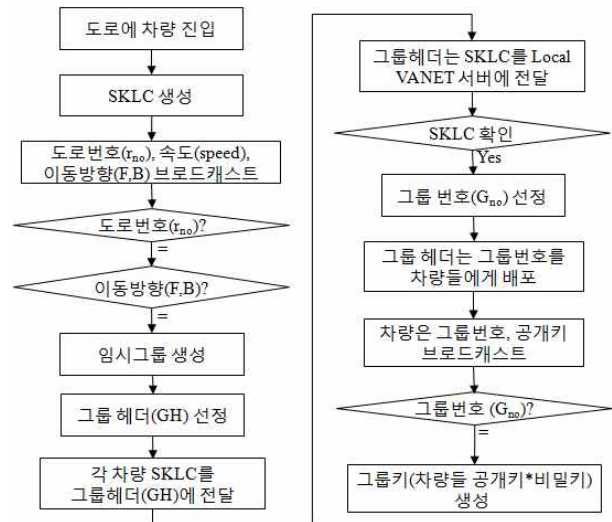 도로에 차량 진입
SKLC 생성
도로번호(rno), 속도(speed),
이동방향(F,B) 브로드캐스트
도로번호(rno)?
=
이동방향(F,B)?
=
임시그룹 생성
그룹 헤더(GH) 선정
각 차량 SKLC를
그룹헤더(GH)에 전달
그룹헤더는 SKLC를 Local
VANET 서버에 전달
SKLC 확인
Yes
그룹 번호(Gno) 선정
그룹 헤더는 그룹번호를
차량들에게 배포
차량은 그룹번호, 공개키
브로드캐스트
그룹번호 (Gno)?
=
그룹키(차량들 공개키*비밀키)
생성